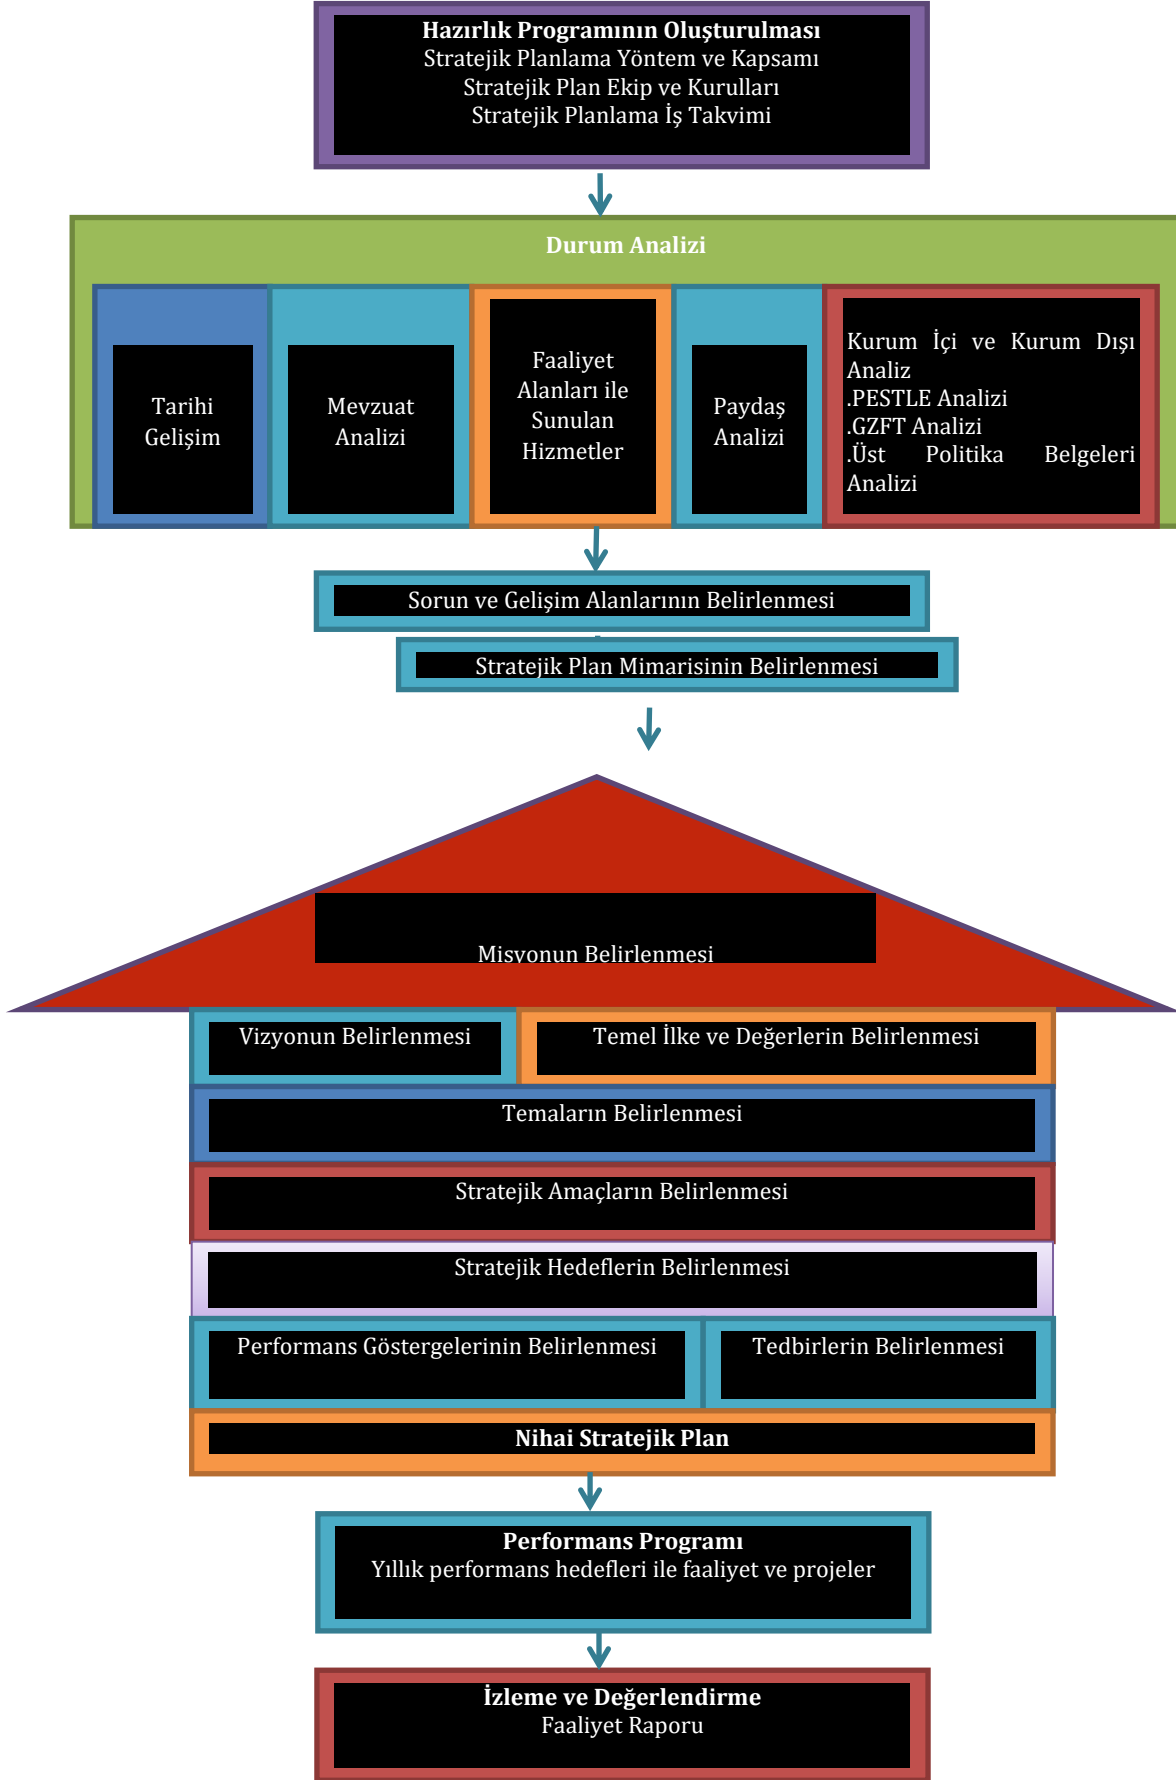 Hazırlık Programının Oluşturulması
Stratejik Planlama Yöntem ve Kapsamı
Stratejik Plan Ekip ve Kurulları
Stratejik Planlama İş Takvimi
Durum Analizi
Tarihi
Gelişim
Mevzuat
Analizi
Faaliyet
Alanları ile
Sunulan
Hizmetler
Paydaş
Analizi
Kurum İçi ve Kurum Dışı
Analiz
.PESTLE Analizi
.GZFT Analizi
.Üst Politika Belgeleri
Analizi
Sorun ve Gelişim Alanlarının Belirlenmesi
Stratejik Plan Mimarisinin Belirlenmesi
Misyonun Belirlenmesi
Vizyonun Belirlenmesi
Temel İlke ve Değerlerin Belirlenmesi
Temaların Belirlenmesi
Stratejik Amaçların Belirlenmesi
Stratejik Hedeflerin Belirlenmesi
Performans Göstergelerinin Belirlenmesi
Tedbirlerin Belirlenmesi
Nihai Stratejik Plan
Performans Programı
Yıllık performans hedefleri ile faaliyet ve projeler
İzleme ve Değerlendirme
Faaliyet Raporu